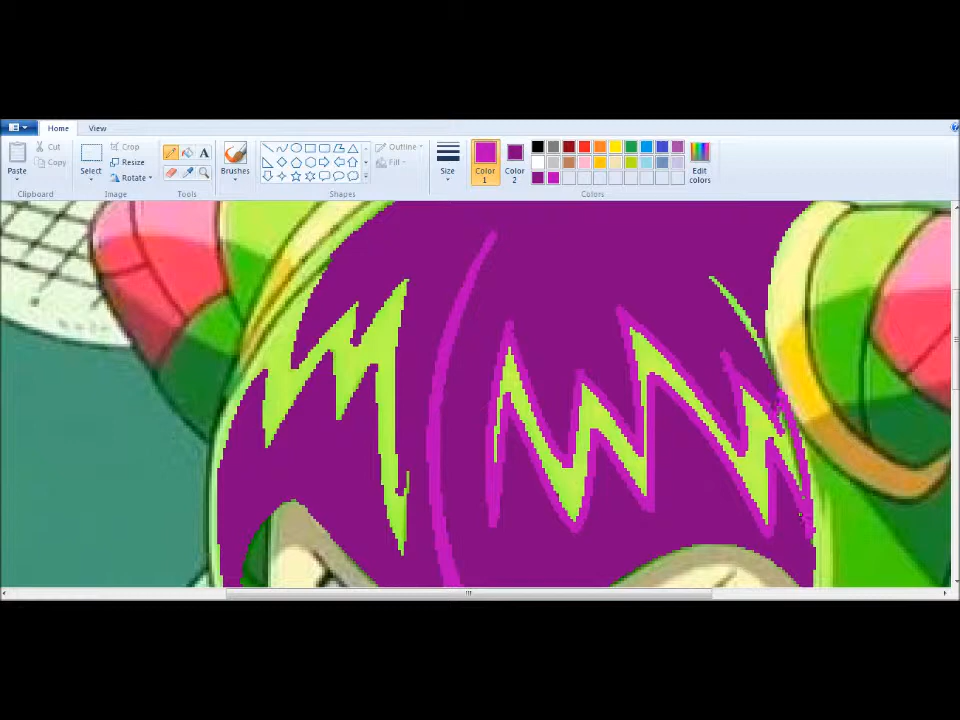 Home View
Paste
Cut
Copy
Clipboard
Select
Crop
Resize
Rotate
Image
A
Tools
Brushes
Outline
Fill
Shapes
Size
Color
1
Color
2
Edit
colors
Colors